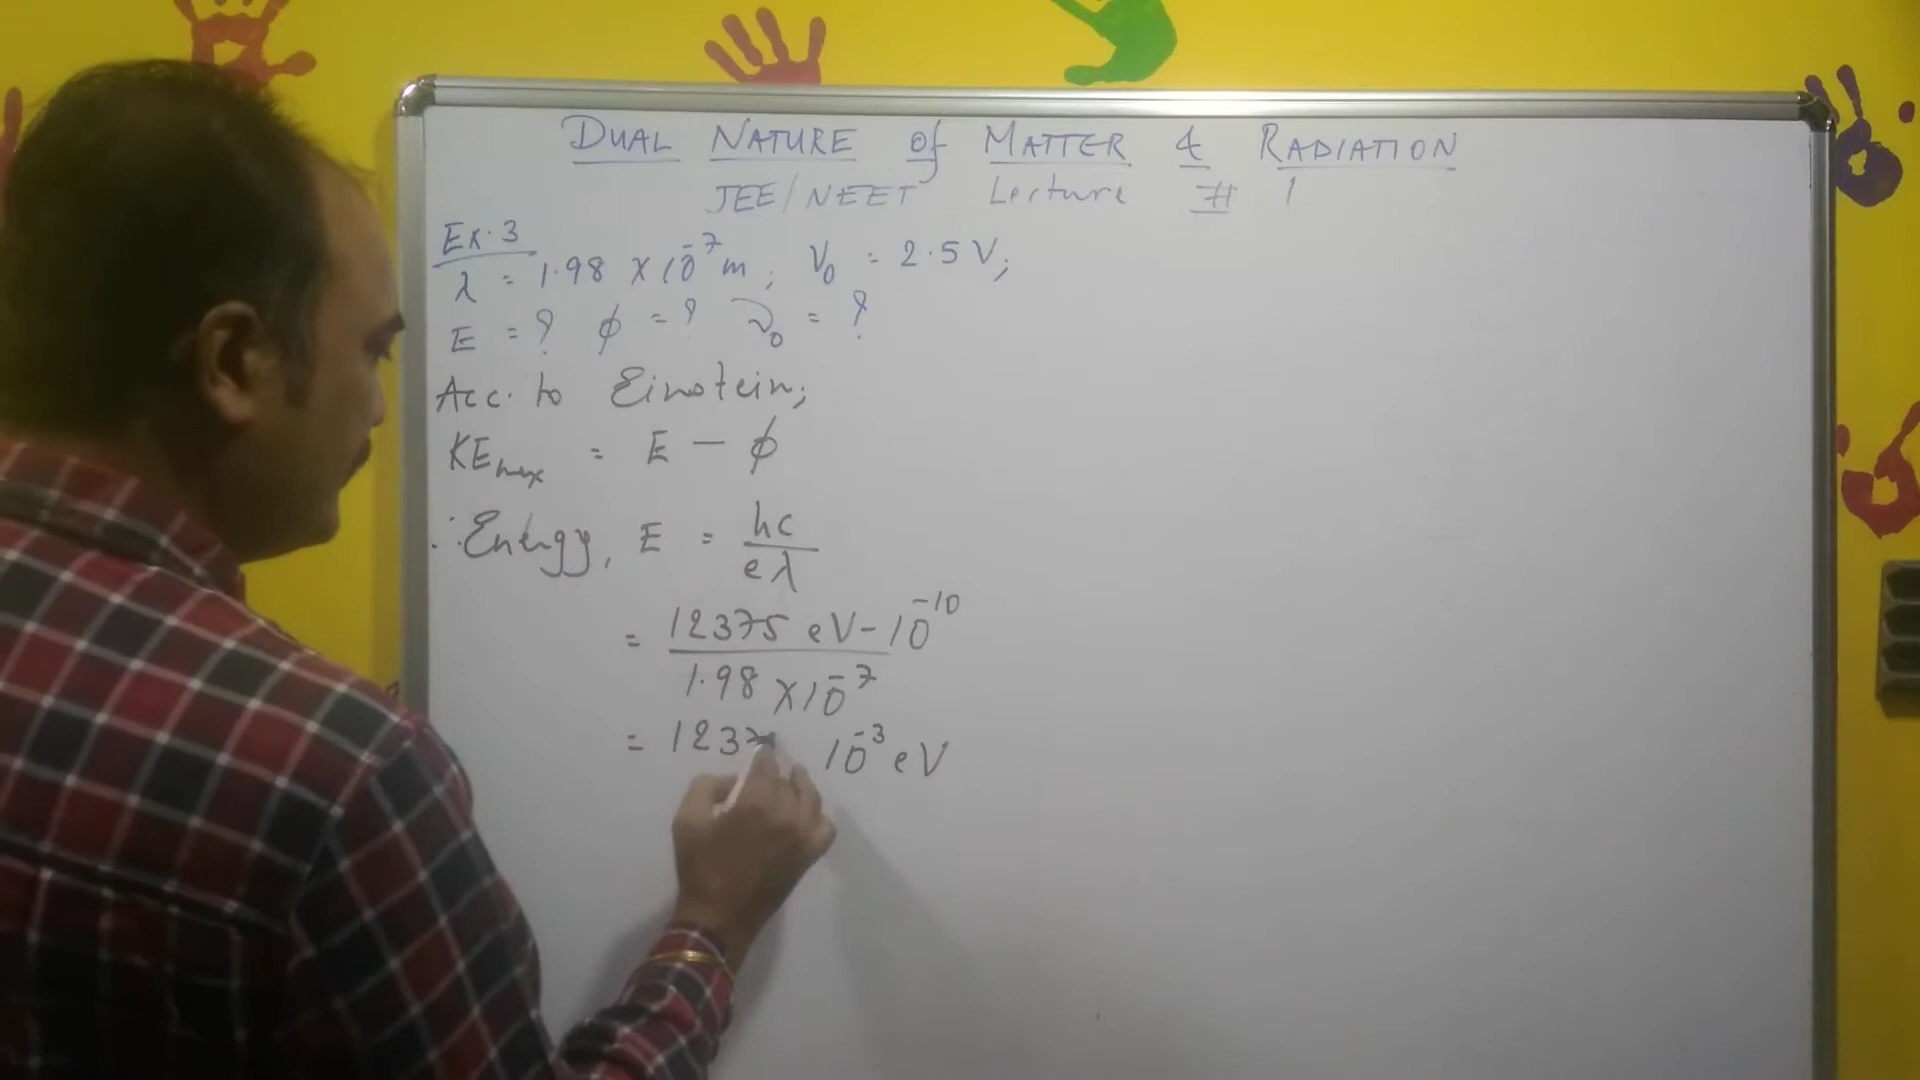 DUAL NATURE of MATTER & RADIATION
JEE/NEET Lecture # 1
Ex.3
λ = 1.98 × 10⁻⁷ m; V₀ = 2.5 V;
E = ? φ = ? ν₀ = ?
Acc. to Einstein;
KEmax = E — φ
∴ Energy, E = hc / eλ
= 12375 eV - 10⁻¹⁰ / 1.98 × 10⁻⁷
= 1237 10⁻³ eV